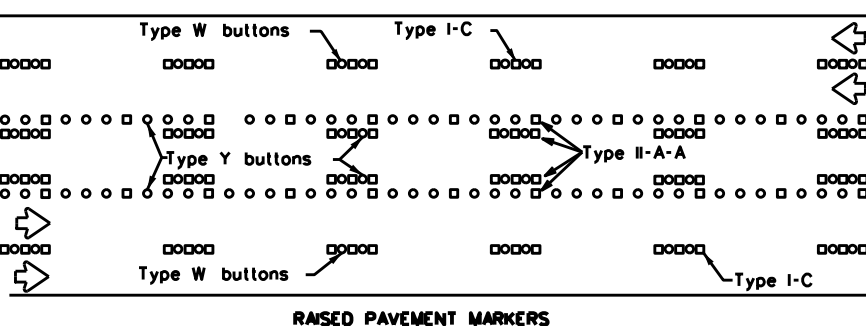 Type W buttons
Type I-C
Type Y buttons
Type II-A-A
Type W buttons
Type I-C
RAISED PAVEMENT MARKERS